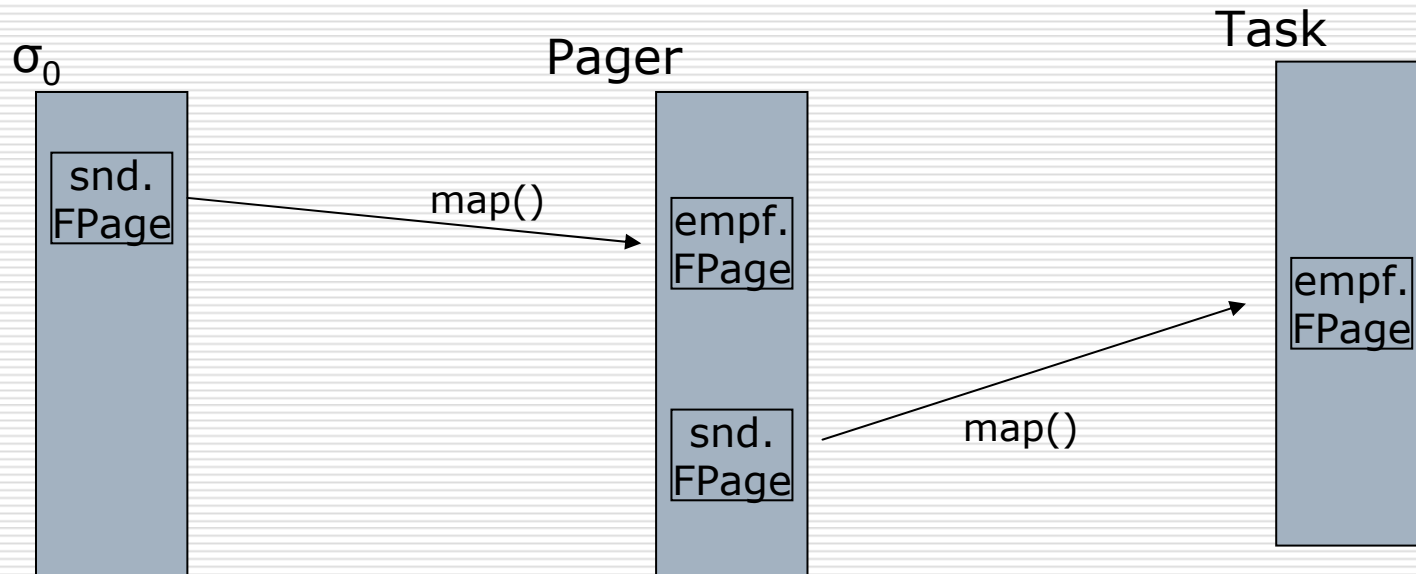 σ₀
Pager
Task
snd.
FPage
map()
empf.
FPage
empf.
FPage
snd.
FPage
map()